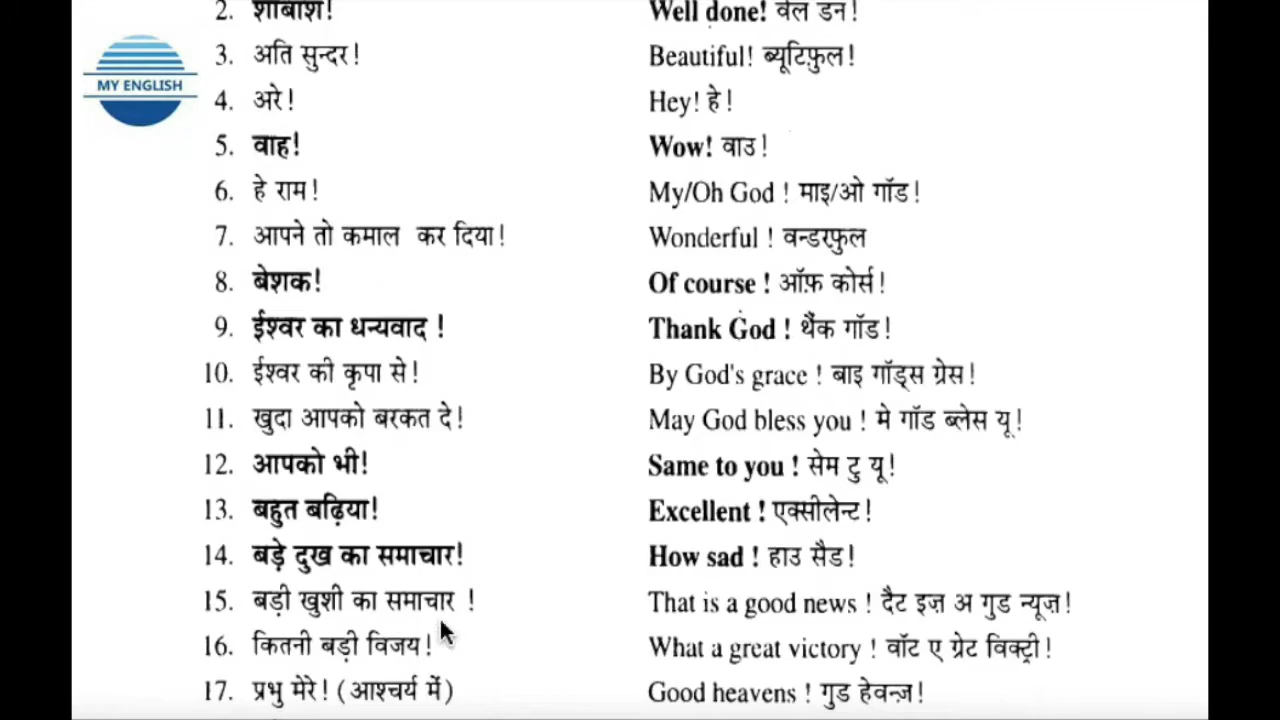 2. शाबाश! Well done! वेल डन!
MY ENGLISH
3. अति सुन्दर! Beautiful! ब्यूटिफ़ुल!
4. अरे! Hey! हे!
5. वाह! Wow! वाउ!
6. हे राम! My/Oh God ! माइ/ओ गॉड!
7. आपने तो कमाल कर दिया! Wonderful ! वन्डरफ़ुल
8. बेशक! Of course ! ऑफ़ कोर्स!
9. ईश्वर का धन्यवाद ! Thank God ! थैंक गॉड!
10. ईश्वर की कृपा से! By God's grace ! बाइ गॉड्स ग्रेस!
11. खुदा आपको बरकत दे! May God bless you ! मे गॉड ब्लेस यू!
12. आपको भी! Same to you ! सेम टु यू!
13. बहुत बढ़िया! Excellent ! एक्सीलेन्ट!
14. बड़े दुख का समाचार! How sad ! हाउ सैड!
15. बड़ी खुशी का समाचार ! That is a good news ! दैट इज़ अ गुड न्यूज़!
16. कितनी बड़ी विजय! What a great victory ! वॉट ए ग्रेट विक्ट्री!
17. प्रभु मेरे! (आश्चर्य में) Good heavens ! गुड हेवन्ज़!